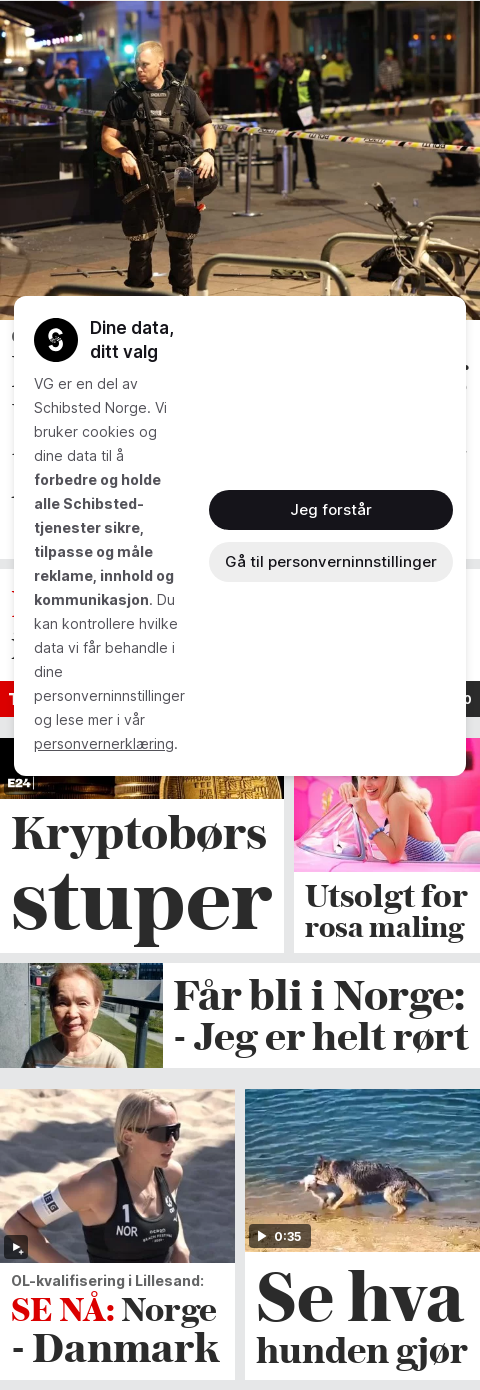 POLITI
Dine data,
ditt valg
VG er en del av
Schibsted Norge. Vi
bruker cookies og
dine data til å
forbedre og holde
alle Schibsted-
tjenester sikre,
tilpasse og måle
reklame, innhold og
kommunikasjon. Du
kan kontrollere hvilke
data vi får behandle i
dine
personverninnstillinger
og lese mer i vår
personvernerklæring.
Jeg forstår
Gå til personverninnstillinger
E24
Kryptobørs
stuper
Utsolgt for
rosa maling
Får bli i Norge:
- Jeg er helt rørt
1
NOR
0:35
OL-kvalifisering i Lillesand:
SE NÅ: Norge
- Danmark
Se hva
hunden gjør